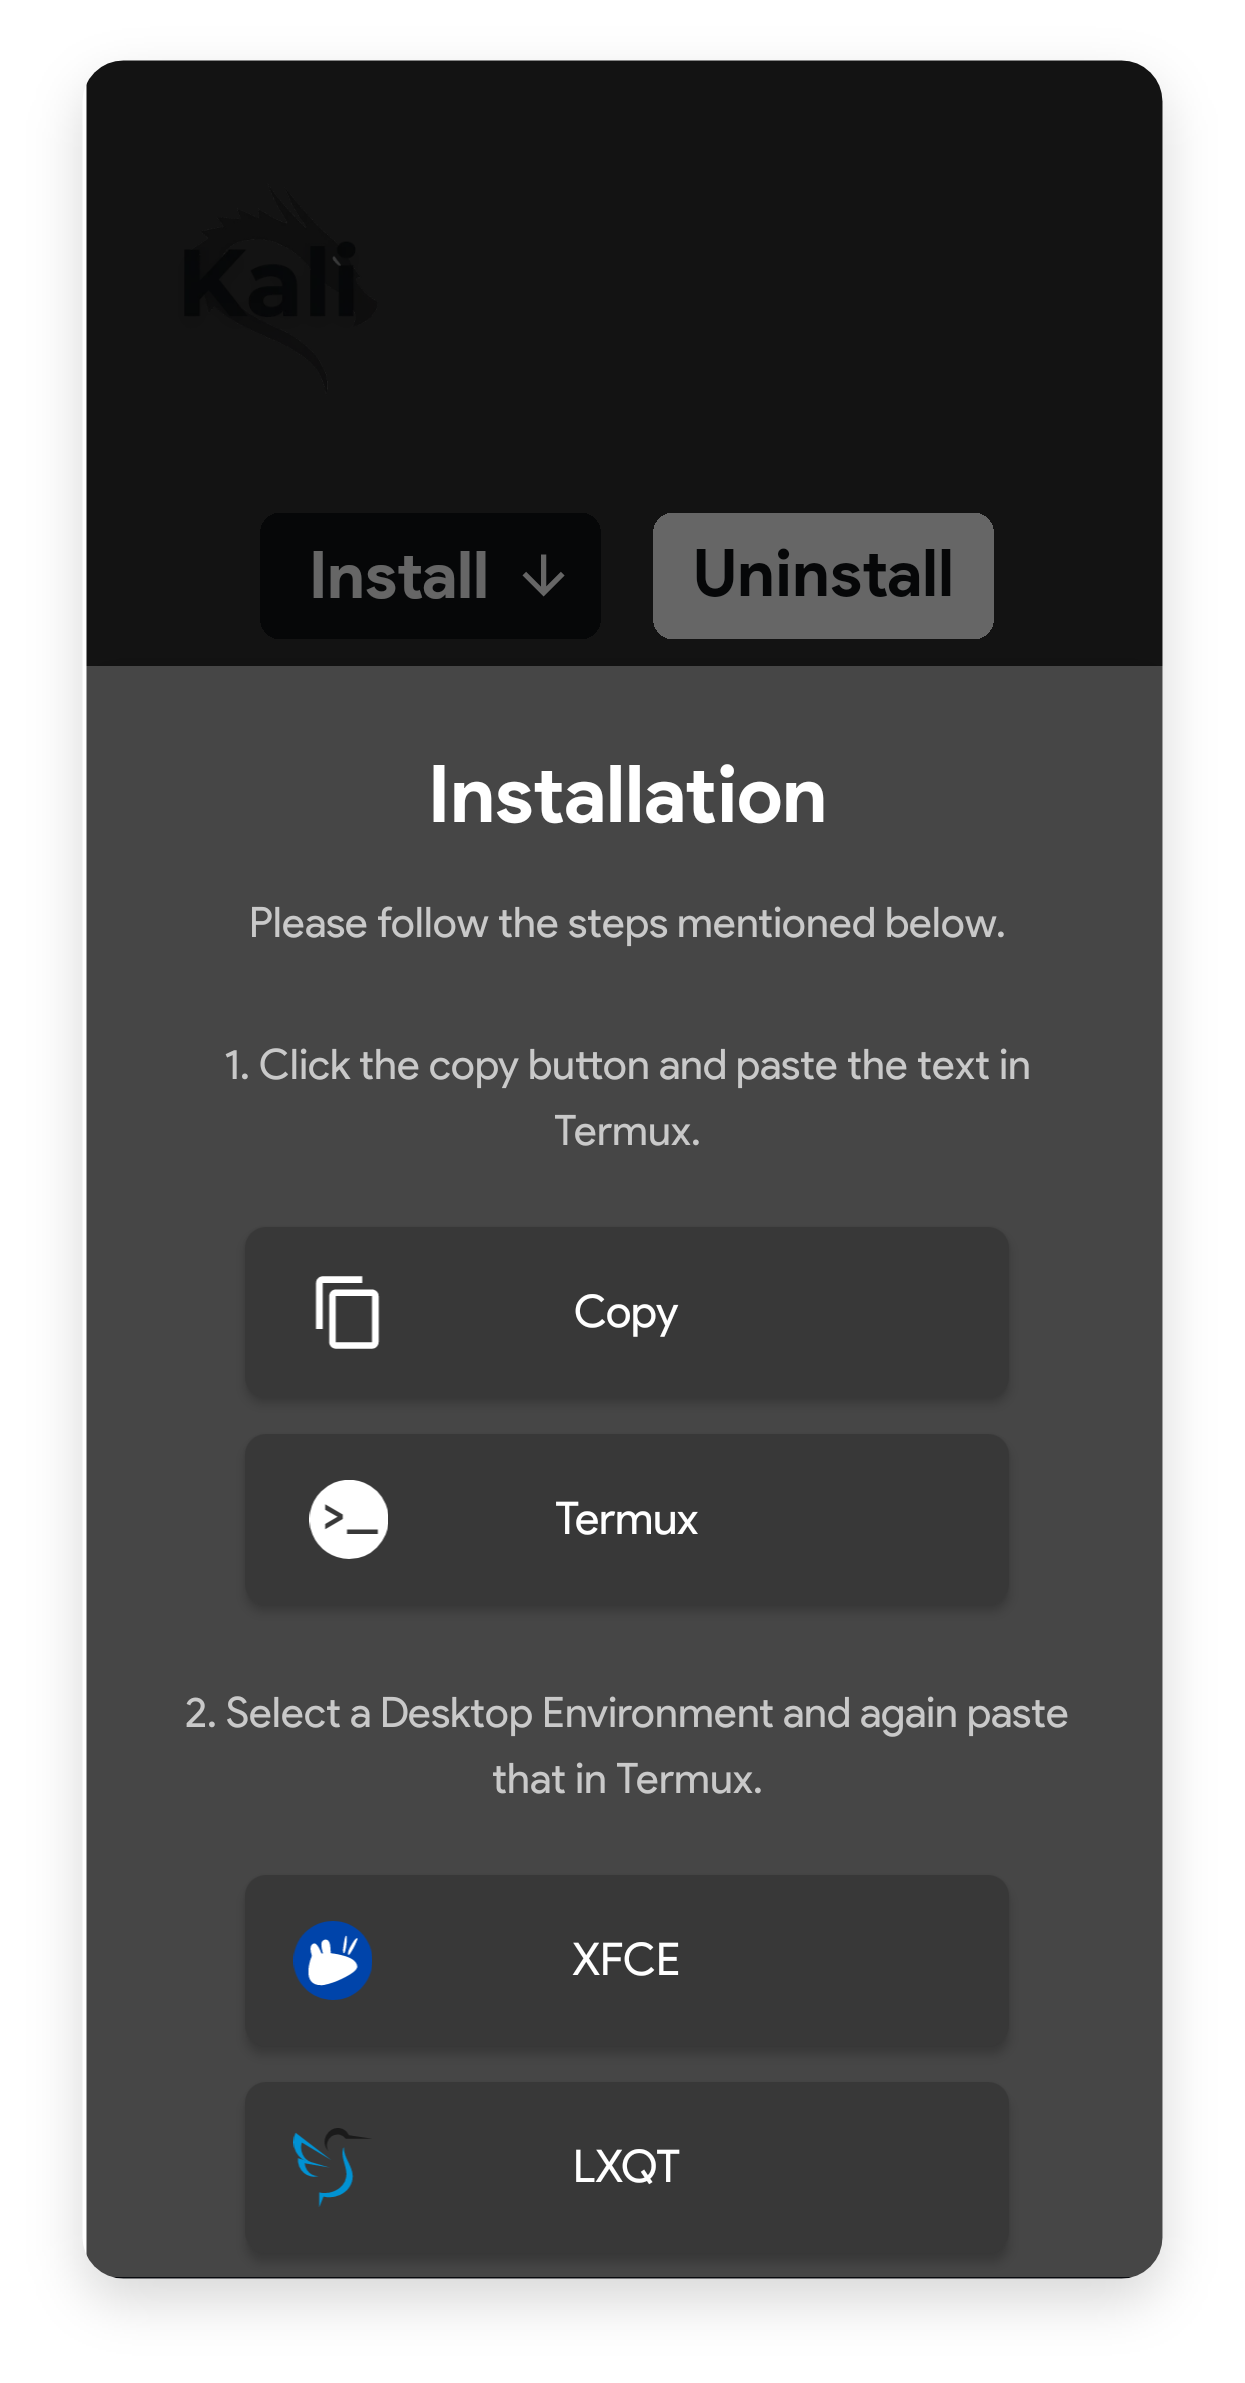 Kali
Install
Uninstall
Installation
Please follow the steps mentioned below.
1. Click the copy button and paste the text in
Termux.
Copy
>_
Termux
2. Select a Desktop Environment and again paste
that in Termux.
XFCE
LXQT